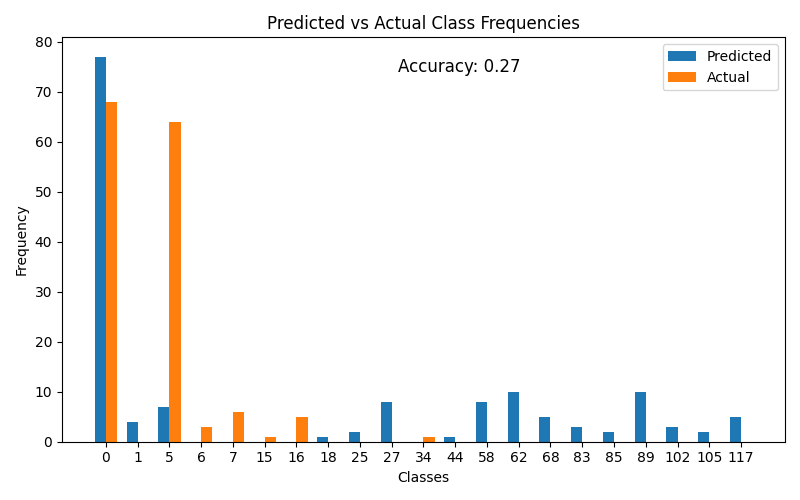 Predicted vs Actual Class Frequencies
Accuracy: 0.27
Predicted
Actual
Frequency
80
70
60
50
40
30
20
10
0
0 1 5 6 7 15 16 18 25 27 34 44 58 62 68 83 85 89 102 105 117
Classes